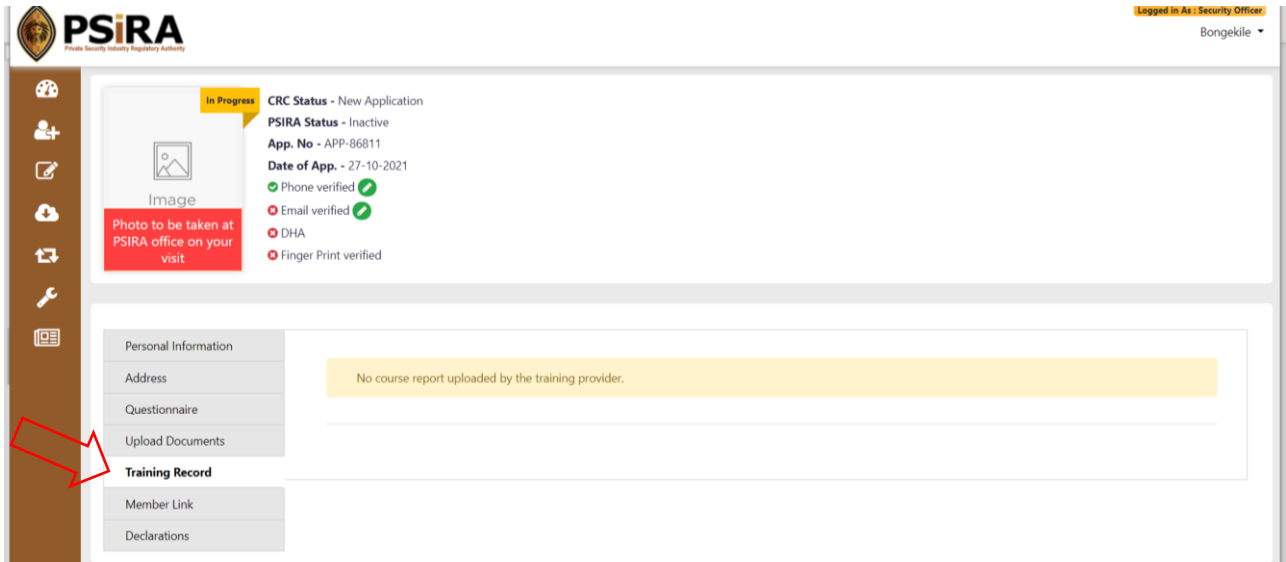 Logged in As : Security Officer
PSiRA
Private Security Industry Regulatory Authority
Bongekile
In Progress
Image
Photo to be taken at
PSIRA office on your
visit
CRC Status - New Application
PSIRA Status - Inactive
App. No - APP-86811
Date of App. - 27-10-2021
Phone verified
Email verified
DHA
Finger Print verified
Personal Information
Address
Questionnaire
Upload Documents
Training Record
Member Link
Declarations
No course report uploaded by the training provider.